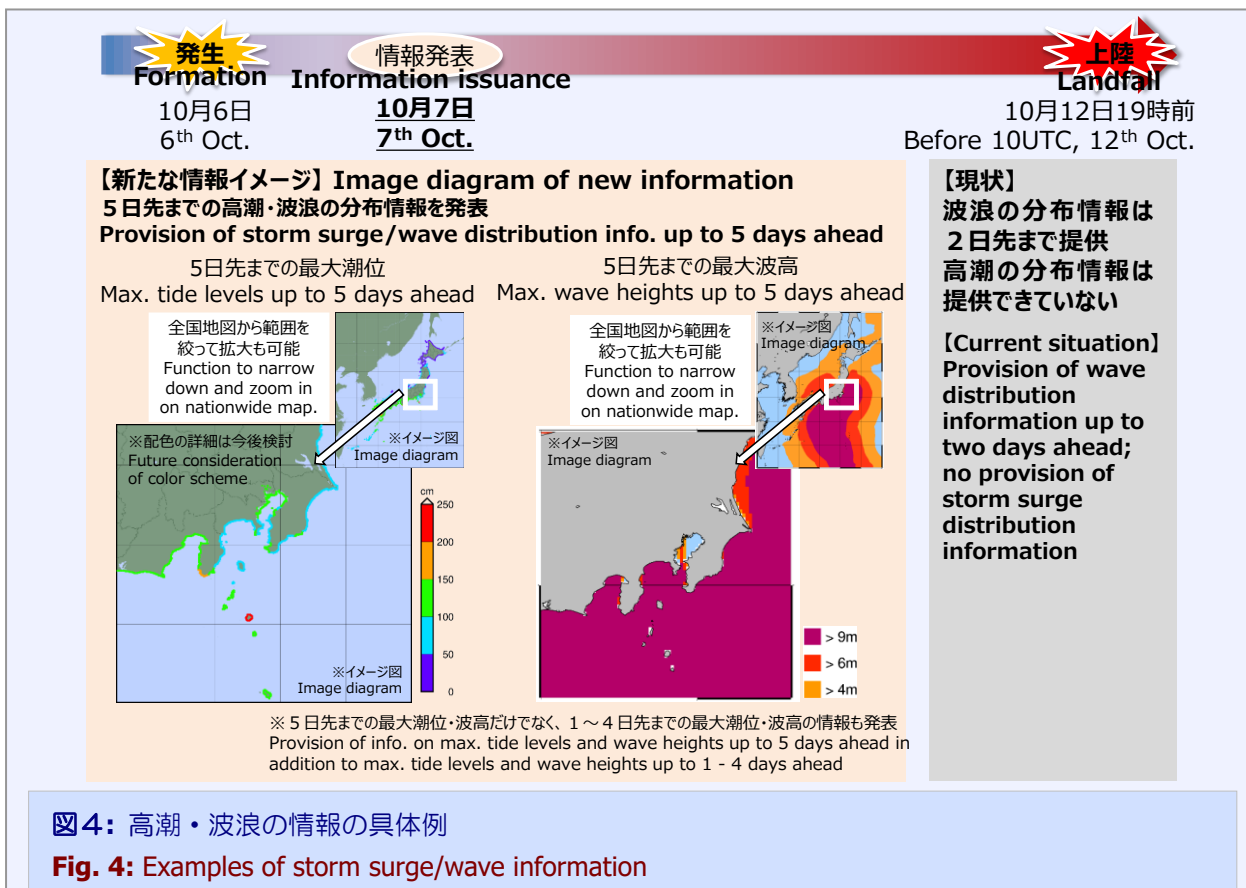 発生
Formation
10月6日
6th Oct.
情報発表
Information issuance
10月7日
7th Oct.
上陸
Landfall
10月12日19時前
Before 10UTC, 12th Oct.
【新たな情報イメージ】 Image diagram of new information
５日先までの高潮・波浪の分布情報を発表
Provision of storm surge/wave distribution info. up to 5 days ahead
5日先までの最大潮位
Max. tide levels up to 5 days ahead
全国地図から範囲を
絞って拡大も可能
Function to narrow
down and zoom in
on nationwide map.
※イメージ図
Image diagram
※配色の詳細は今後検討
Future consideration
of color scheme
※イメージ図
Image diagram
cm
250
200
150
100
50
0
5日先までの最大波高
Max. wave heights up to 5 days ahead
全国地図から範囲を
絞って拡大も可能
Function to narrow
down and zoom in
on nationwide map.
※イメージ図
Image diagram
※イメージ図
Image diagram
> 9m
> 6m
> 4m
※５日先までの最大潮位・波高だけでなく、１～４日先までの最大潮位・波高の情報も発表
Provision of info. on max. tide levels and wave heights up to 5 days ahead in
addition to max. tide levels and wave heights up to 1 - 4 days ahead
【現状】
波浪の分布情報は
２日先まで提供
高潮の分布情報は
提供できていない
【Current situation】
Provision of wave
distribution
information up to
two days ahead;
no provision of
storm surge
distribution
information
図４: 高潮・波浪の情報の具体例
Fig. 4: Examples of storm surge/wave information